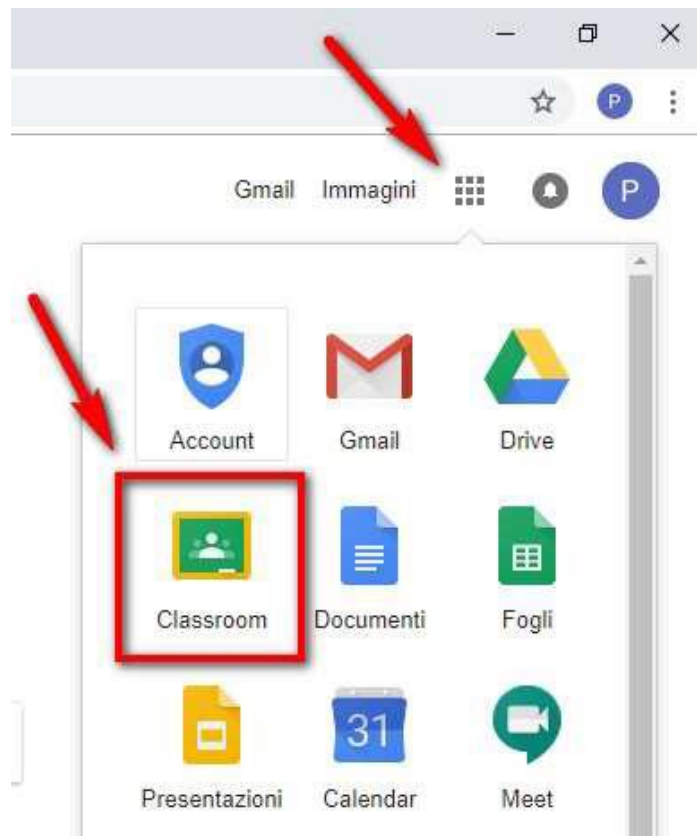 P
Gmail Immagini P
Account Gmail Drive
Classroom Documenti Fogli
31
Presentazioni Calendar Meet